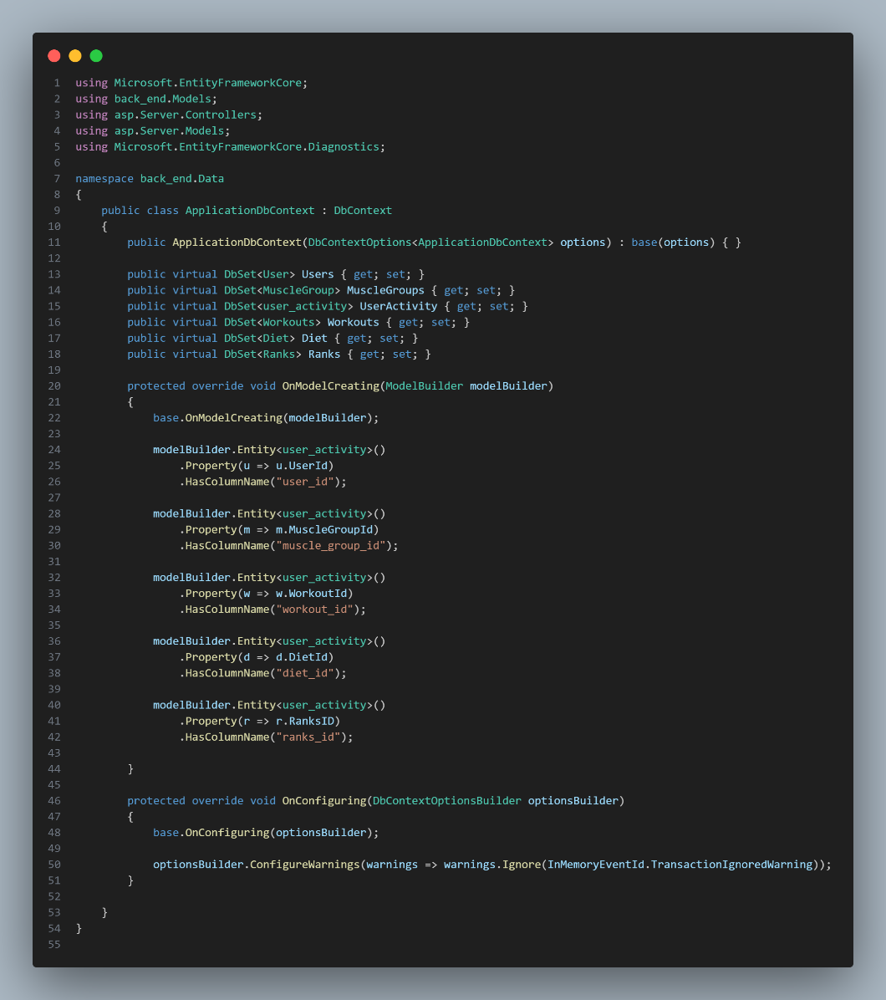 1 using Microsoft.EntityFrameworkCore;
2 using back_end.Models;
3 using asp.Server.Controllers;
4 using asp.Server.Models;
5 using Microsoft.EntityFrameworkCore.Diagnostics;
6
7 namespace back_end.Data
8 {
9     public class ApplicationDbContext : DbContext
10     {
11         public ApplicationDbContext(DbContextOptions<ApplicationDbContext> options) : base(options) { }
12
13         public virtual DbSet<User> Users { get; set; }
14         public virtual DbSet<MuscleGroup> MuscleGroups { get; set; }
15         public virtual DbSet<user_activity> UserActivity { get; set; }
16         public virtual DbSet<Workouts> Workouts { get; set; }
17         public virtual DbSet<Diet> Diet { get; set; }
18         public virtual DbSet<Ranks> Ranks { get; set; }
19
20         protected override void OnModelCreating(ModelBuilder modelBuilder)
21         {
22             base.OnModelCreating(modelBuilder);
23
24             modelBuilder.Entity<user_activity>()
25                 .Property(u => u.UserId)
26                 .HasColumnName("user_id");
27
28             modelBuilder.Entity<user_activity>()
29                 .Property(m => m.MuscleGroupId)
30                 .HasColumnName("muscle_group_id");
31
32             modelBuilder.Entity<user_activity>()
33                 .Property(w => w.WorkoutId)
34                 .HasColumnName("workout_id");
35
36             modelBuilder.Entity<user_activity>()
37                 .Property(d => d.DietId)
38                 .HasColumnName("diet_id");
39
40             modelBuilder.Entity<user_activity>()
41                 .Property(r => r.RanksID)
42                 .HasColumnName("ranks_id");
43
44         }
45
46         protected override void OnConfiguring(DbContextOptionsBuilder optionsBuilder)
47         {
48             base.OnConfiguring(optionsBuilder);
49
50             optionsBuilder.ConfigureWarnings(warnings => warnings.Ignore(InMemoryEventId.TransactionIgnoredWarning));
51         }
52
53     }
54 }
55